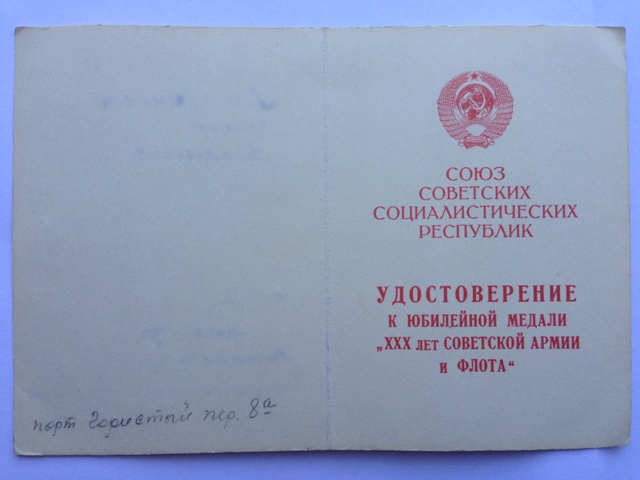 СОЮЗ
СОВЕТСКИХ
СОЦИАЛИСТИЧЕСКИХ
РЕСПУБЛИК
УДОСТОВЕРЕНИЕ
К ЮБИЛЕЙНОЙ МЕДАЛИ
„XXX лет СОВЕТСКОЙ АРМИИ
и ФЛОТА“
порт Гористый пер. 8а